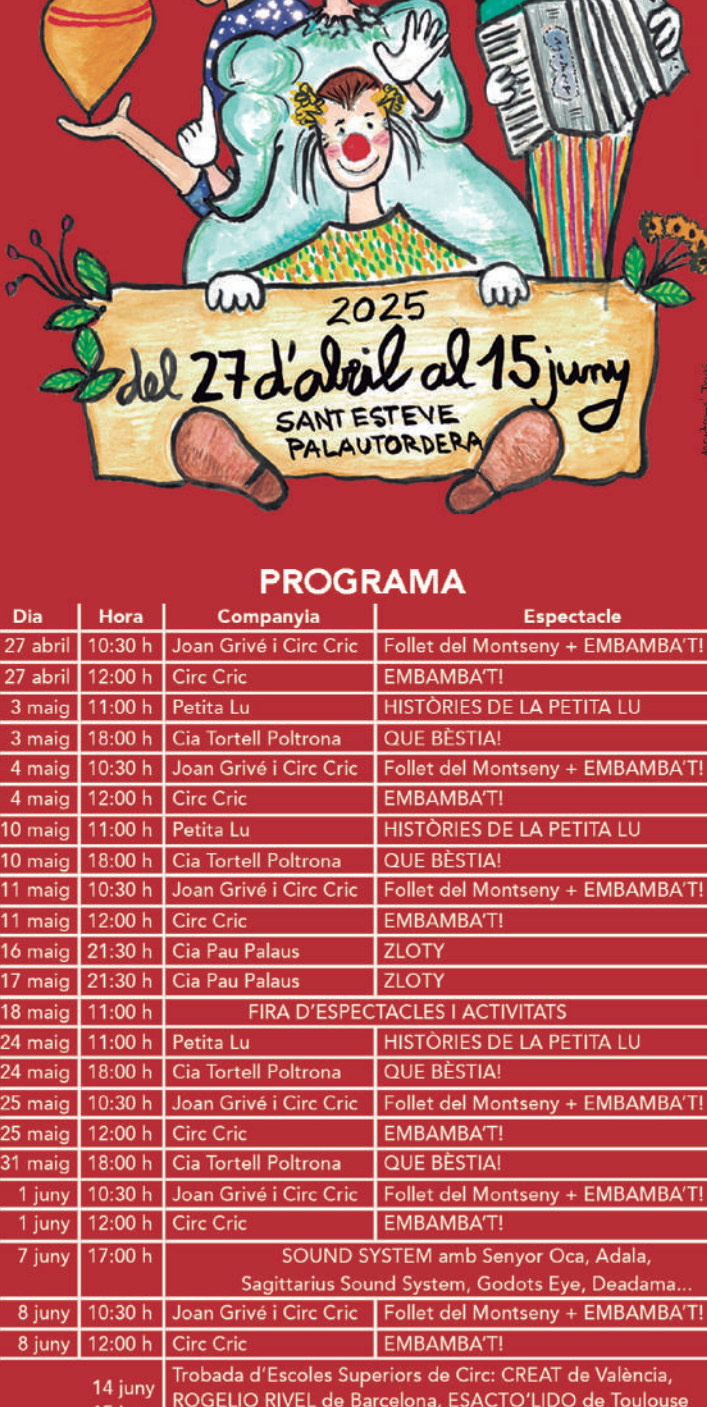 2025
del 27 d'abril al 15 juny
SANT ESTEVE
PALAUTORDERA
PROGRAMA
Dia Hora Companyia Espectacle
27 abril 10:30 h Joan Grivé i Circ Cric Follet del Montseny + EMBAMBA'T!
27 abril 12:00 h Circ Cric EMBAMBA'T!
3 maig 11:00 h Petita Lu HISTÒRIES DE LA PETITA LU
3 maig 18:00 h Cia Tortell Poltrona QUE BÈSTIA!
4 maig 10:30 h Joan Grivé i Circ Cric Follet del Montseny + EMBAMBA'T!
4 maig 12:00 h Circ Cric EMBAMBA'T!
10 maig 11:00 h Petita Lu HISTÒRIES DE LA PETITA LU
10 maig 18:00 h Cia Tortell Poltrona QUE BÈSTIA!
11 maig 10:30 h Joan Grivé i Circ Cric Follet del Montseny + EMBAMBA'T!
11 maig 12:00 h Circ Cric EMBAMBA'T!
16 maig 21:30 h Cia Pau Palaus ZLOTY
17 maig 21:30 h Cia Pau Palaus ZLOTY
18 maig 11:00 h FIRA D'ESPECTACLES I ACTIVITATS
24 maig 11:00 h Petita Lu HISTÒRIES DE LA PETITA LU
24 maig 18:00 h Cia Tortell Poltrona QUE BÈSTIA!
25 maig 10:30 h Joan Grivé i Circ Cric Follet del Montseny + EMBAMBA'T!
25 maig 12:00 h Circ Cric EMBAMBA'T!
31 maig 18:00 h Cia Tortell Poltrona QUE BÈSTIA!
1 juny 10:30 h Joan Grivé i Circ Cric Follet del Montseny + EMBAMBA'T!
1 juny 12:00 h Circ Cric EMBAMBA'T!
7 juny 17:00 h SOUND SYSTEM amb Senyor Oca, Adala,
Sagittarius Sound System, Godots Eye, Deadama...
8 juny 10:30 h Joan Grivé i Circ Cric Follet del Montseny + EMBAMBA'T!
8 juny 12:00 h Circ Cric EMBAMBA'T!
14 juny Trobada d'Escoles Superiors de Circ: CREAT de València,
ROGELIO RIVEL de Barcelona, ESACTO'LIDO de Toulouse